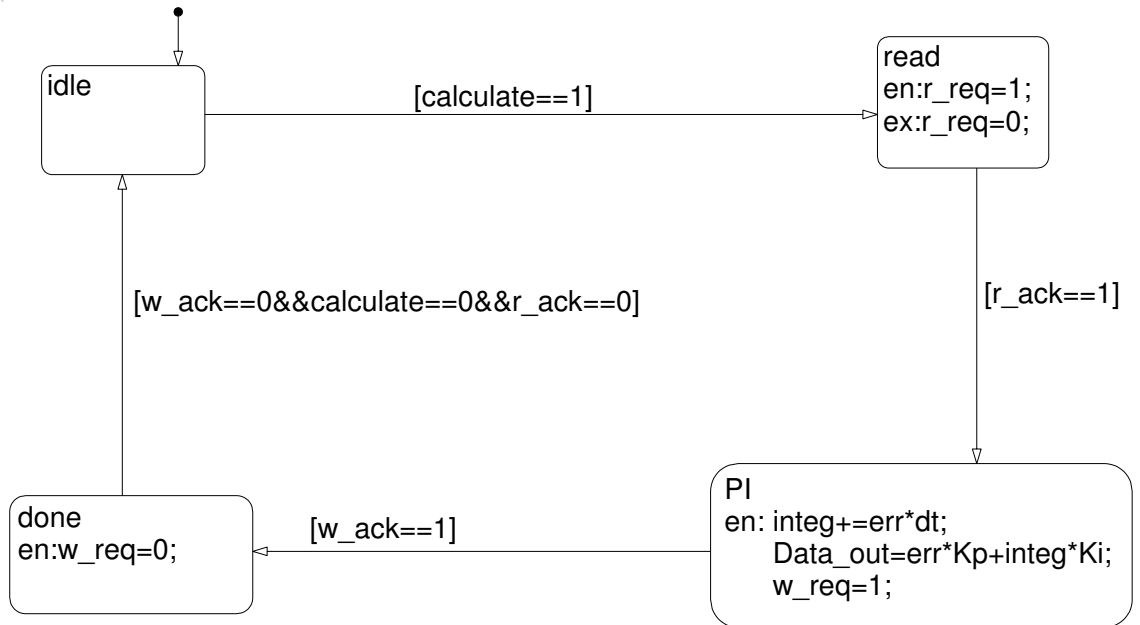 idle
[calculate==1]
read
en:r_req=1;
ex:r_req=0;
[w_ack==0&&calculate==0&&r_ack==0]
[r_ack==1]
done
en:w_req=0;
[w_ack==1]
PI
en: integ+=err*dt;
Data_out=err*Kp+integ*Ki;
w_req=1;